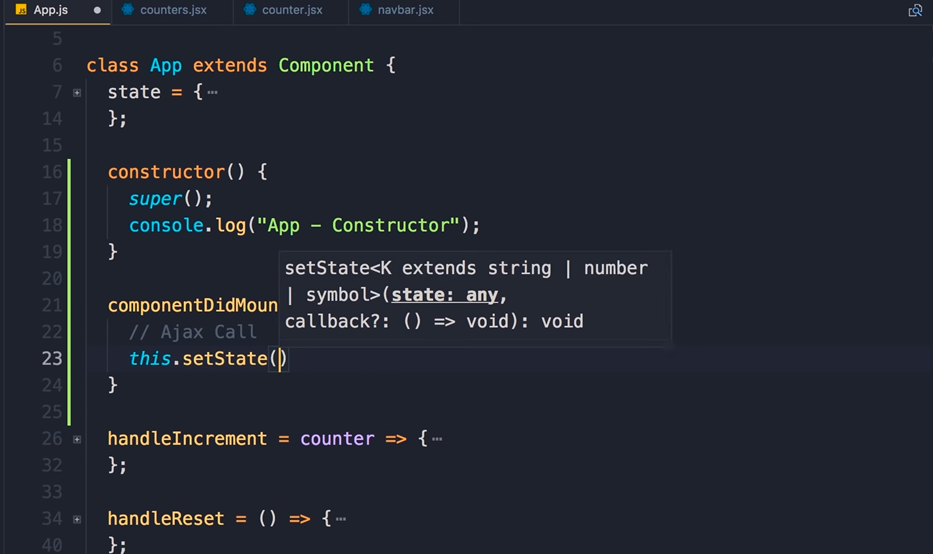 App.js
counters.jsx
counter.jsx
navbar.jsx
5
6 class App extends Component {
7 state = { ⋯
14 };
15
16 constructor() {
17 super();
18 console.log("App – Constructor");
19 }
20
setState<K extends string | number
| symbol>(state: any,
callback?: () => void): void
21 componentDidMoun
22 // Ajax Call
23 this.setState()
24 }
25
26 handleIncrement = counter => { ⋯
32 };
33
34 handleReset = () => { ⋯
40 };